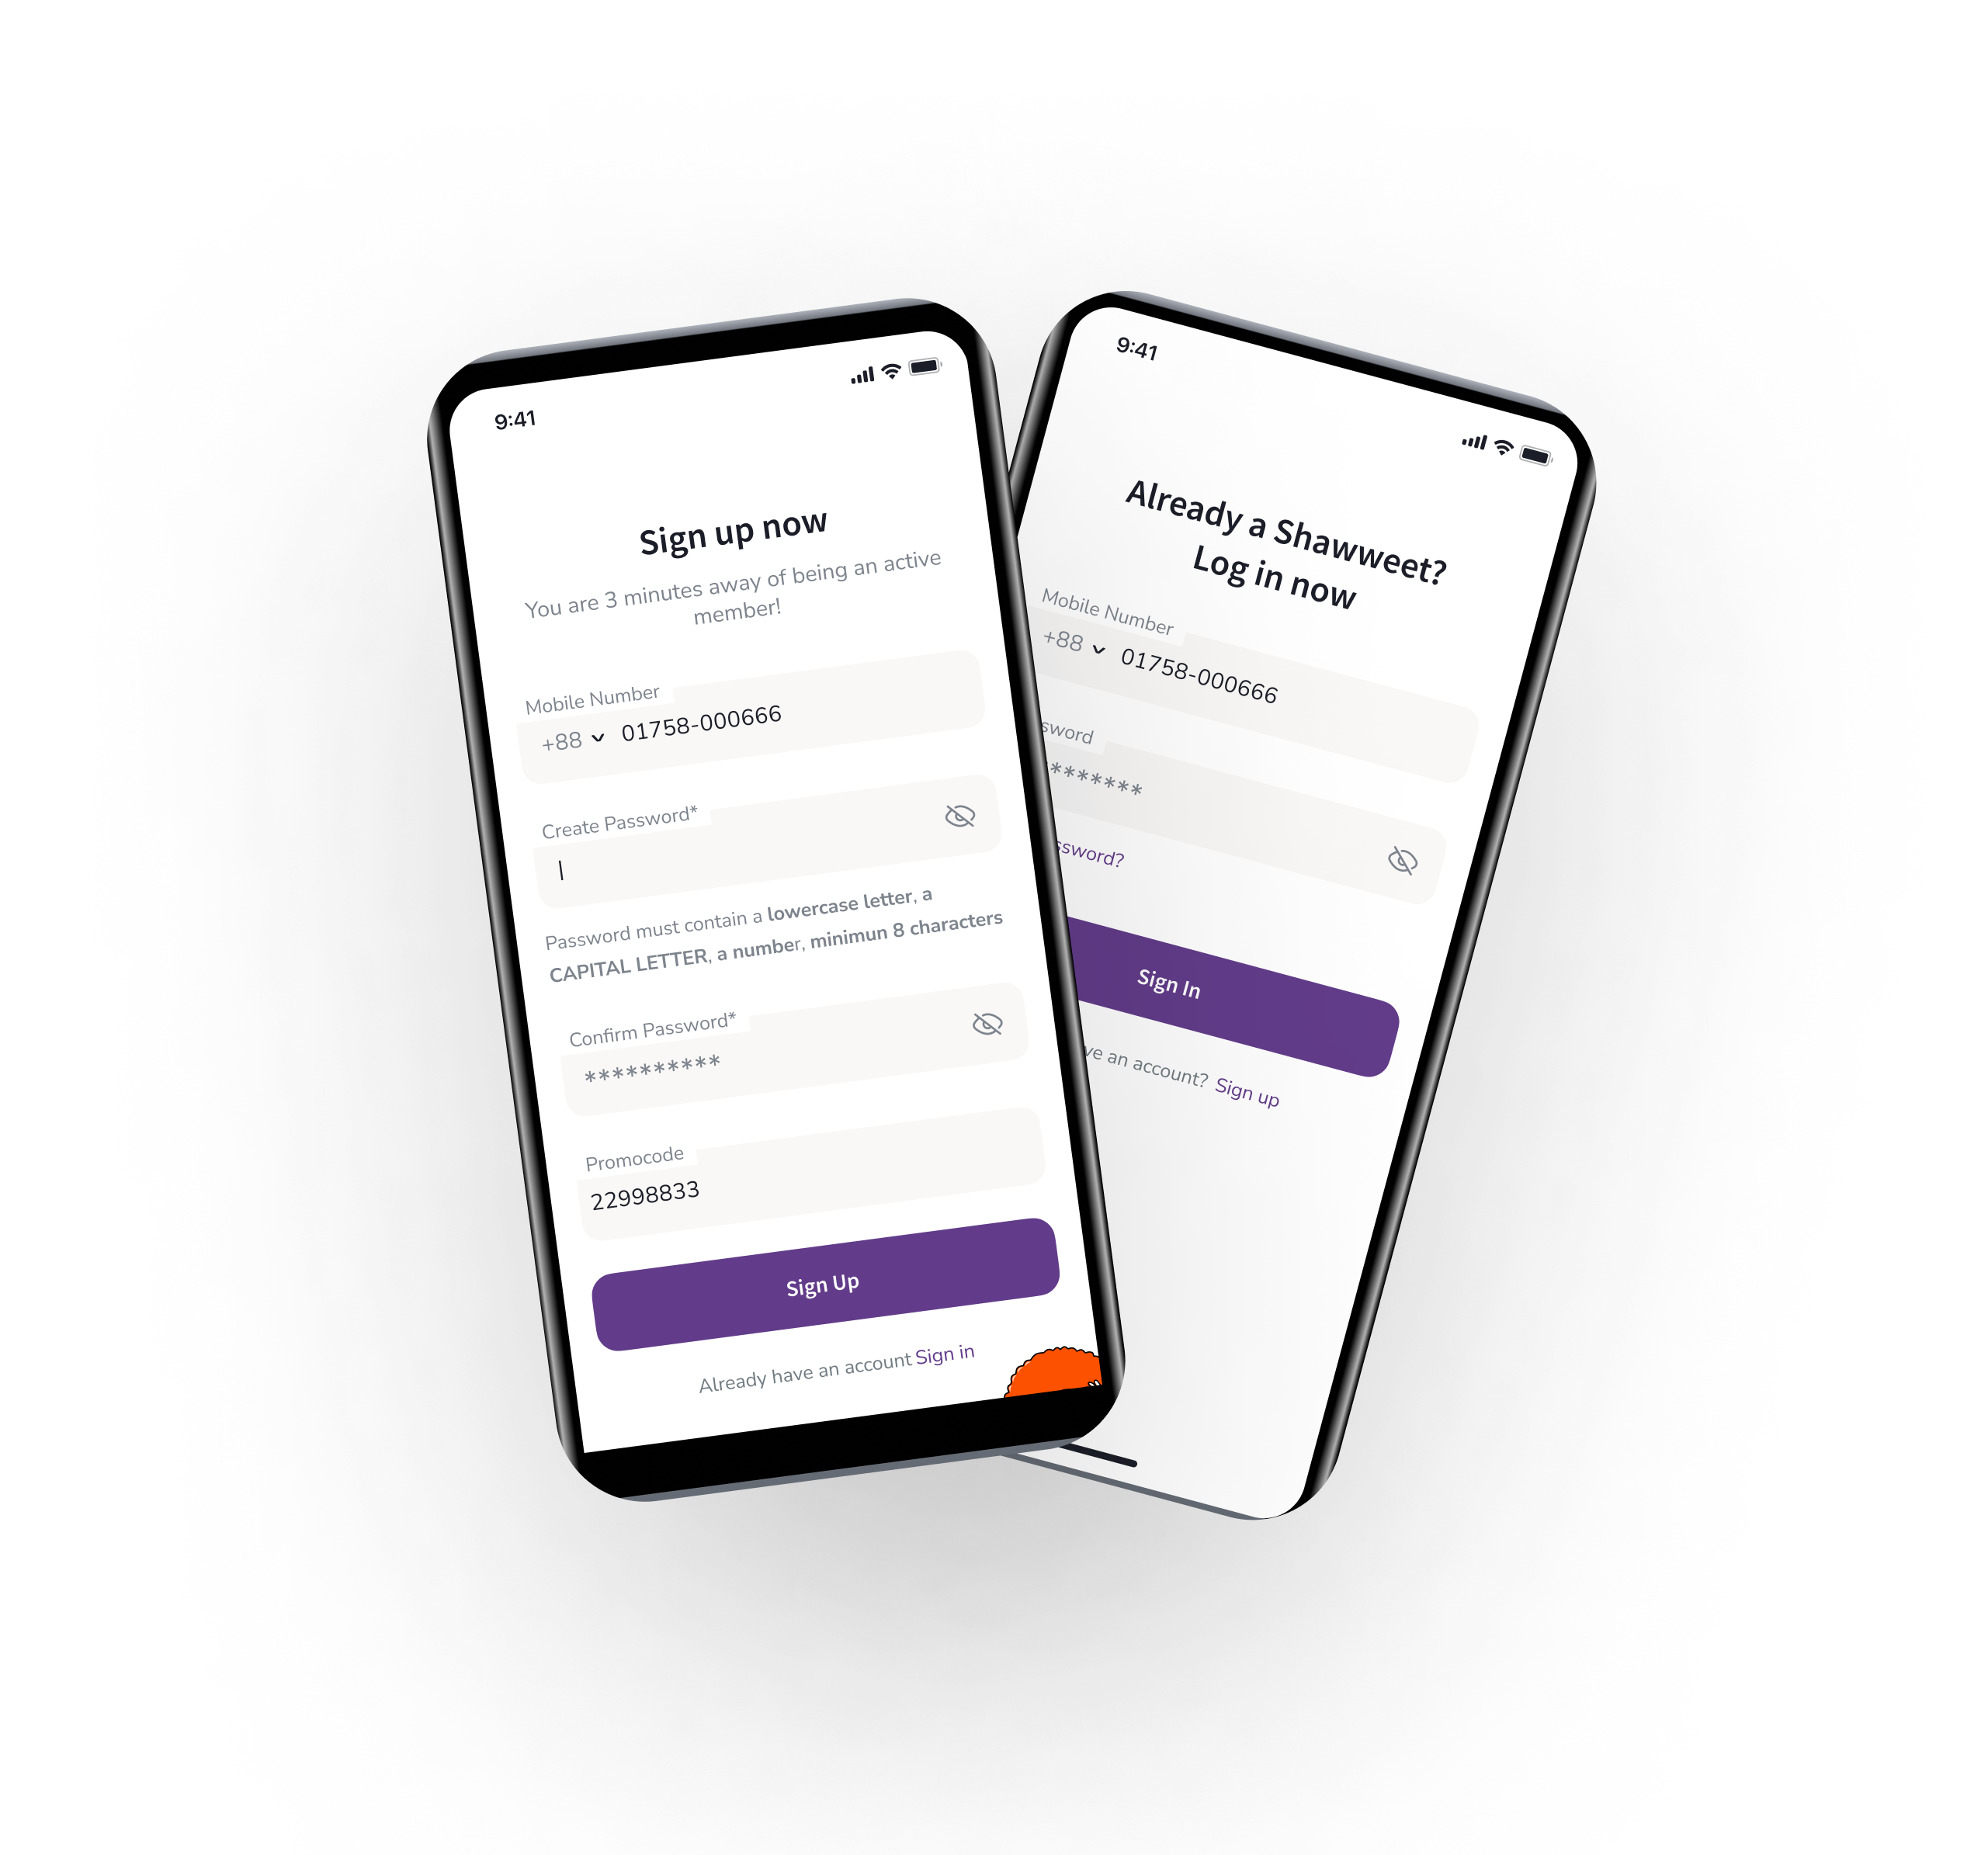 9:41
Sign up now
You are 3 minutes away of being an active
member!
Mobile Number
+88 01758-000666
Create Password*
Password must contain a lowercase letter, a
CAPITAL LETTER, a number, minimun 8 characters
Confirm Password*
**********
Promocode
22998833
Sign Up
Already have an account Sign in
9:41
Already a Shawweet?
Log in now
Mobile Number
+88 01758-000666
*******
Sign In
an account? Sign up